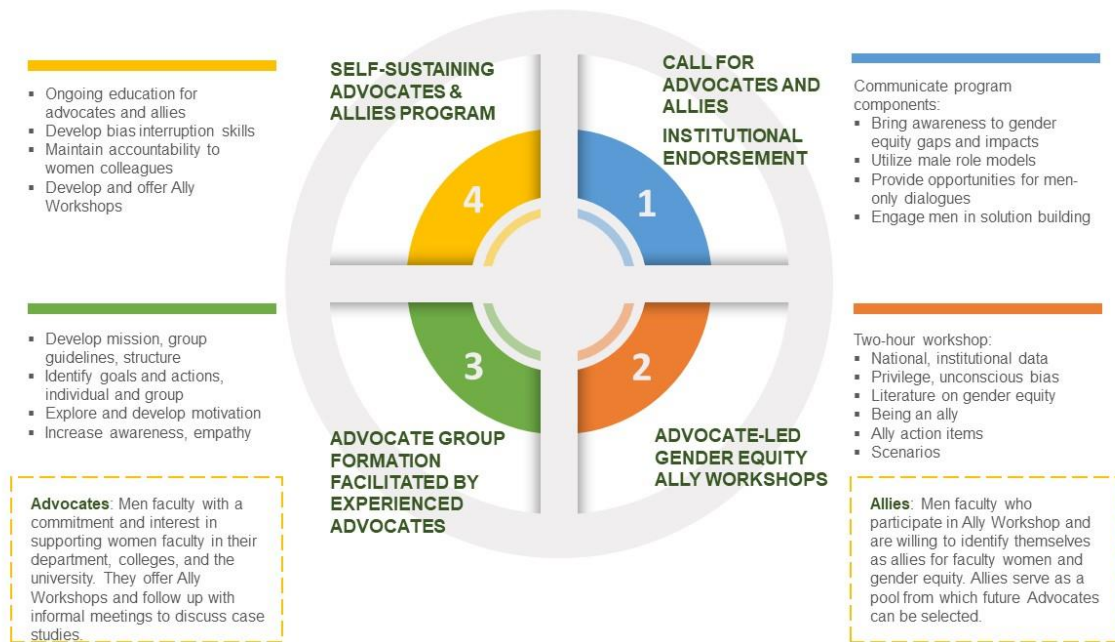 SELF-SUSTAINING
ADVOCATES &
ALLIES PROGRAM
CALL FOR
ADVOCATES AND
ALLIES
INSTITUTIONAL
ENDORSEMENT
▪ Ongoing education for
advocates and allies
▪ Develop bias interruption skills
▪ Maintain accountability to
women colleagues
▪ Develop and offer Ally
Workshops
4
1
Communicate program
components:
▪ Bring awareness to gender
equity gaps and impacts
▪ Utilize male role models
▪ Provide opportunities for men-
only dialogues
▪ Engage men in solution building
▪ Develop mission, group
guidelines, structure
▪ Identify goals and actions,
individual and group
▪ Explore and develop motivation
▪ Increase awareness, empathy
3
2
Two-hour workshop:
▪ National, institutional data
▪ Privilege, unconscious bias
▪ Literature on gender equity
▪ Being an ally
▪ Ally action items
▪ Scenarios
ADVOCATE GROUP
FORMATION
FACILITATED BY
EXPERIENCED
ADVOCATES
ADVOCATE-LED
GENDER EQUITY
ALLY WORKSHOPS
Advocates: Men faculty with a
commitment and interest in
supporting women faculty in their
department, colleges, and the
university. They offer Ally
Workshops and follow up with
informal meetings to discuss case
studies.
Allies: Men faculty who
participate in Ally Workshop and
are willing to identify themselves
as allies for faculty women and
gender equity. Allies serve as a
pool from which future Advocates
can be selected.